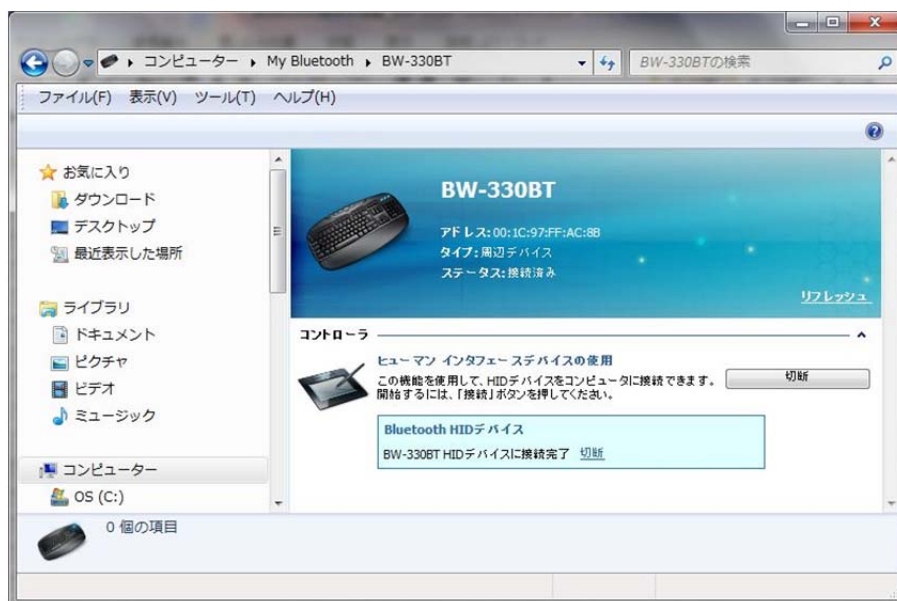 コンピューター ▸ My Bluetooth ▸ BW-330BT
BW-330BTの検索
ファイル(F) 表示(V) ツール(T) ヘルプ(H)
お気に入り
ダウンロード
デスクトップ
最近表示した場所
ライブラリ
ドキュメント
ピクチャ
ビデオ
ミュージック
コンピューター
OS (C:)
BW-330BT
アドレス:00:1C:97:FF:AC:8B
タイプ:周辺デバイス
ステータス:接続済み
リフレッシュ
コントローラ
ヒューマン インタフェースデバイスの使用
この機能を使用して、HIDデバイスをコンピュータに接続できます。
開始するには、「接続」ボタンを押してください。
切断
Bluetooth HIDデバイス
BW-330BT HIDデバイスに接続完了 切断
0 個の項目